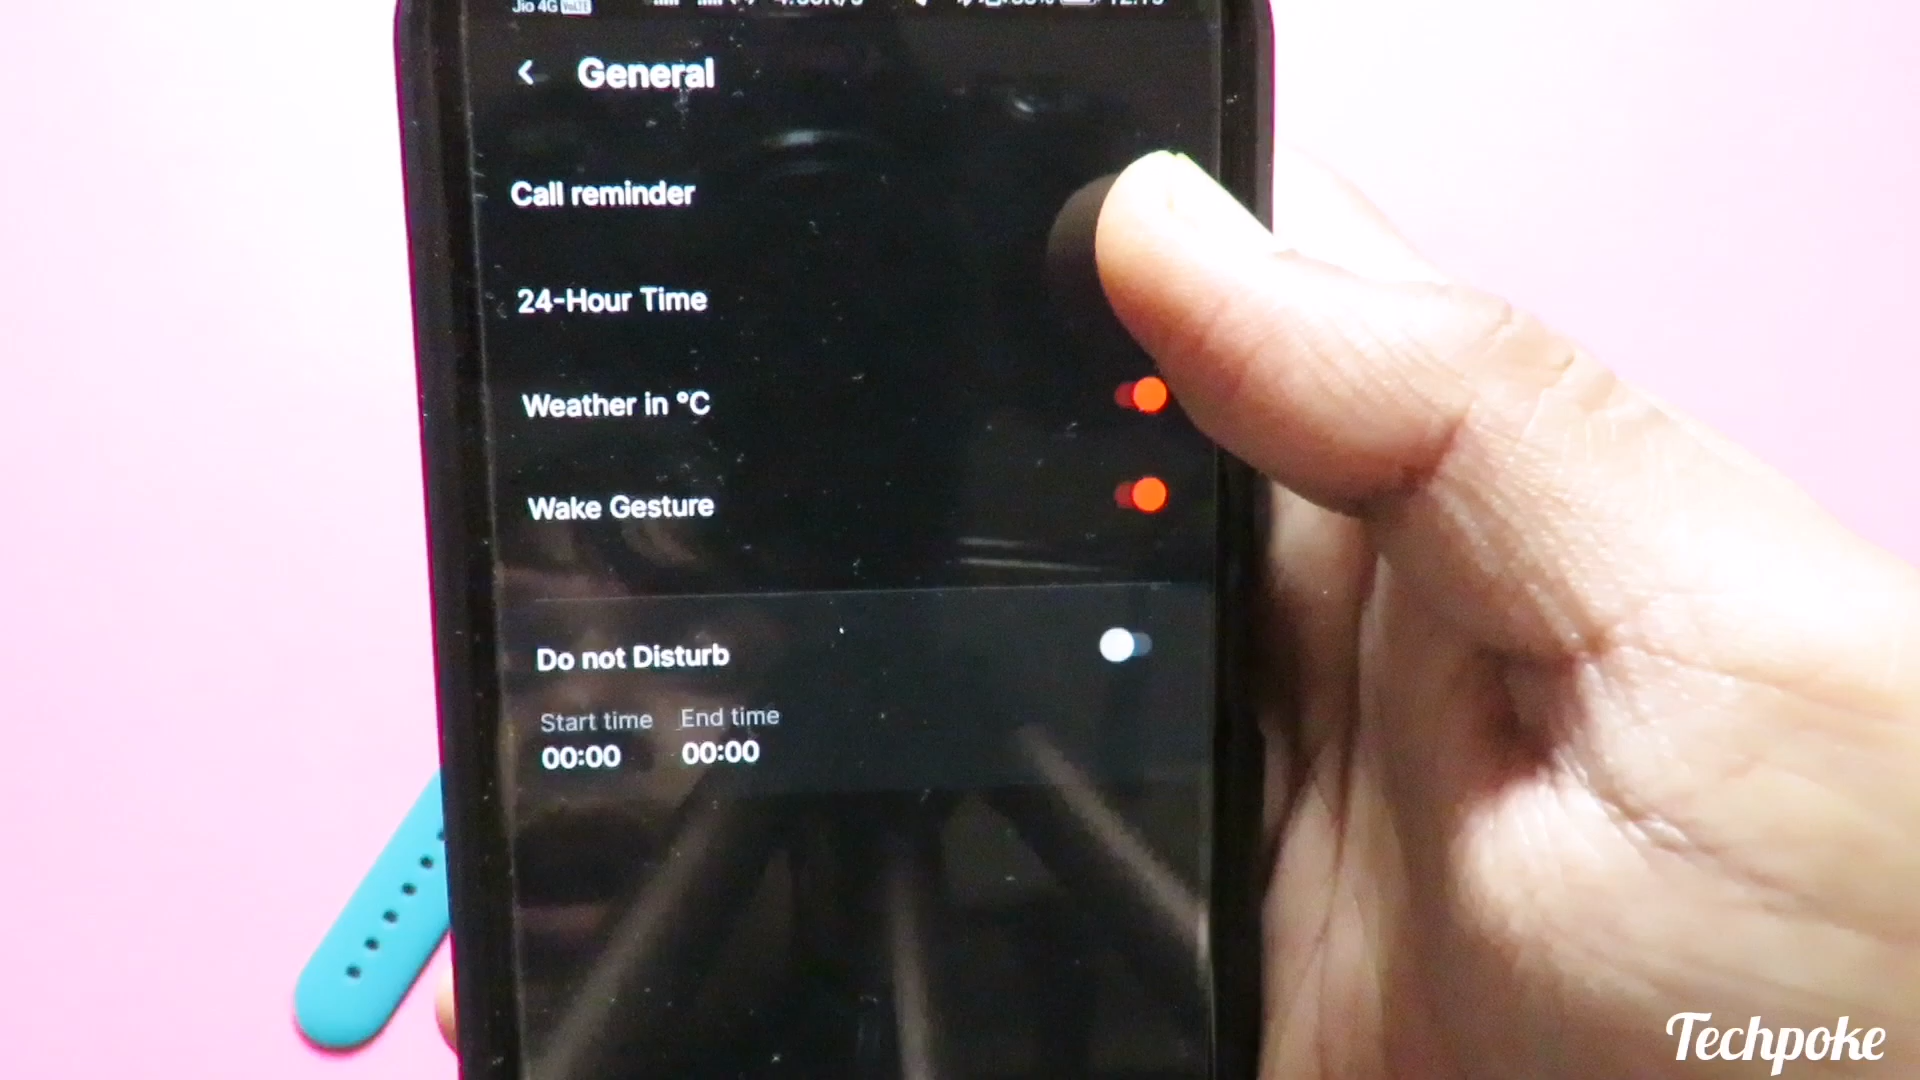 Jio 4G VoLTE
General
Call reminder
24-Hour Time
Weather in °C
Wake Gesture
Do not Disturb
Start time End time
00:00 00:00
Techpoke